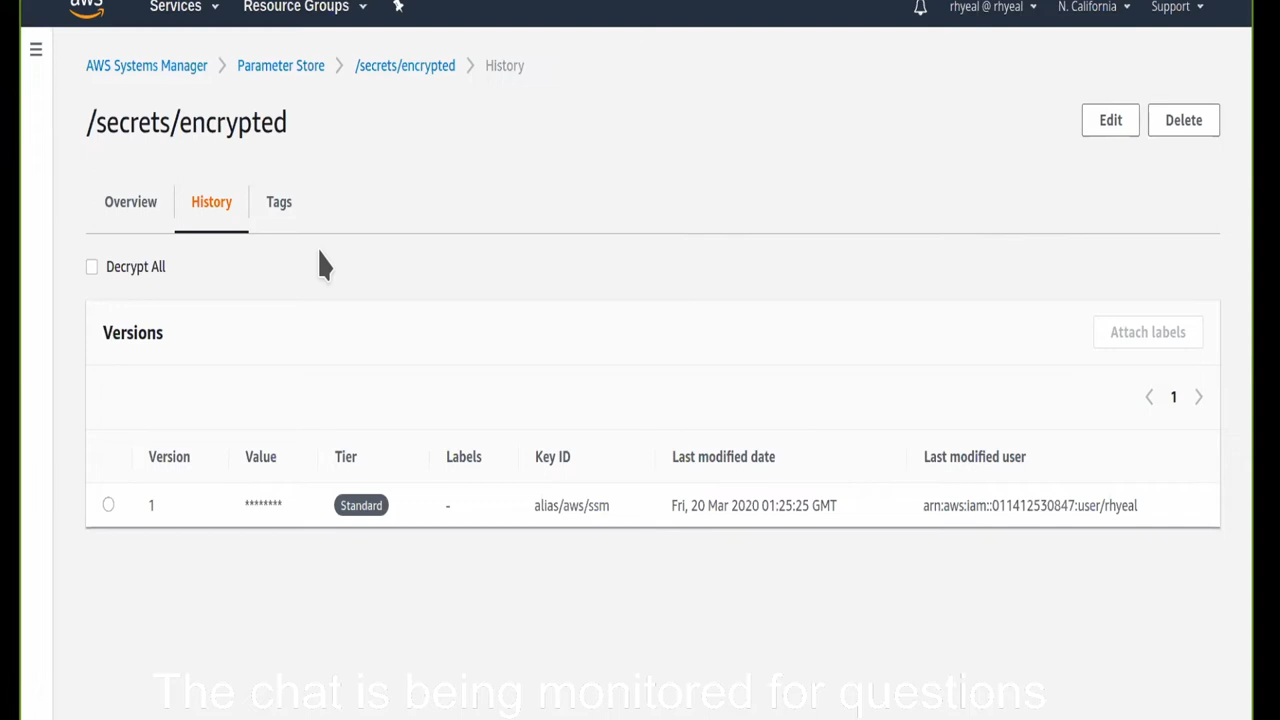 aws Services Resource Groups rhyeal @ rhyeal N. California Support
AWS Systems Manager Parameter Store /secrets/encrypted History
/secrets/encrypted
Edit Delete
Overview History Tags
Decrypt All
Versions
Attach labels
1
Version Value Tier Labels Key ID Last modified date Last modified user
1 ******** Standard - alias/aws/ssm Fri, 20 Mar 2020 01:25:25 GMT arn:aws:iam::011412530847:user/rhyeal
The chat is being monitored for questions